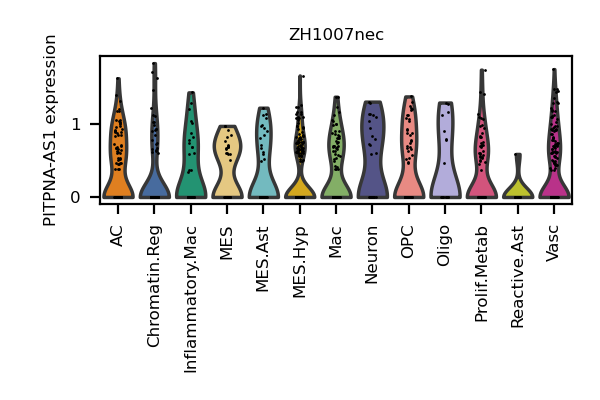 ZH1007nec
PITPNA-AS1 expression
1
0
AC
Chromatin.Reg
Inflammatory.Mac
MES
MES.Ast
MES.Hyp
Mac
Neuron
OPC
Oligo
Prolif.Metab
Reactive.Ast
Vasc